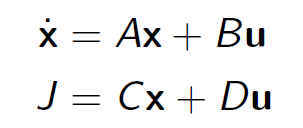 ẋ = Ax + Bu
J = Cx + Du